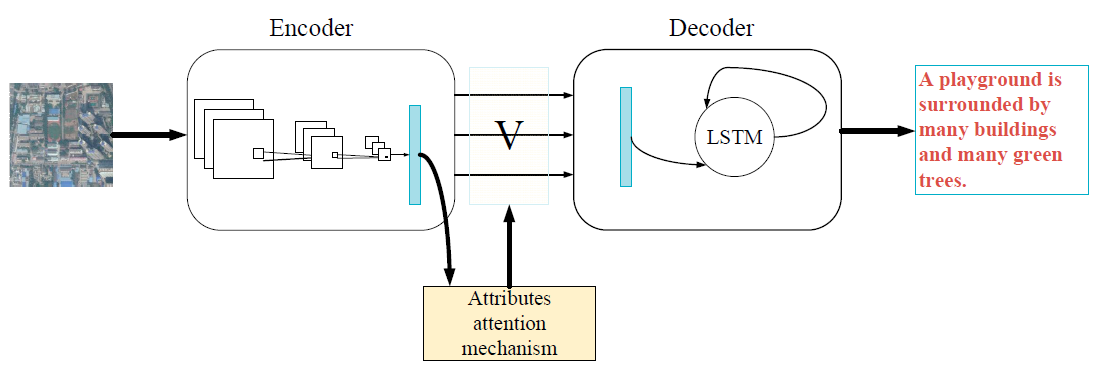 Encoder
Decoder
V
LSTM
A playground is
surrounded by
many buildings
and many green
trees.
Attributes
attention
mechanism